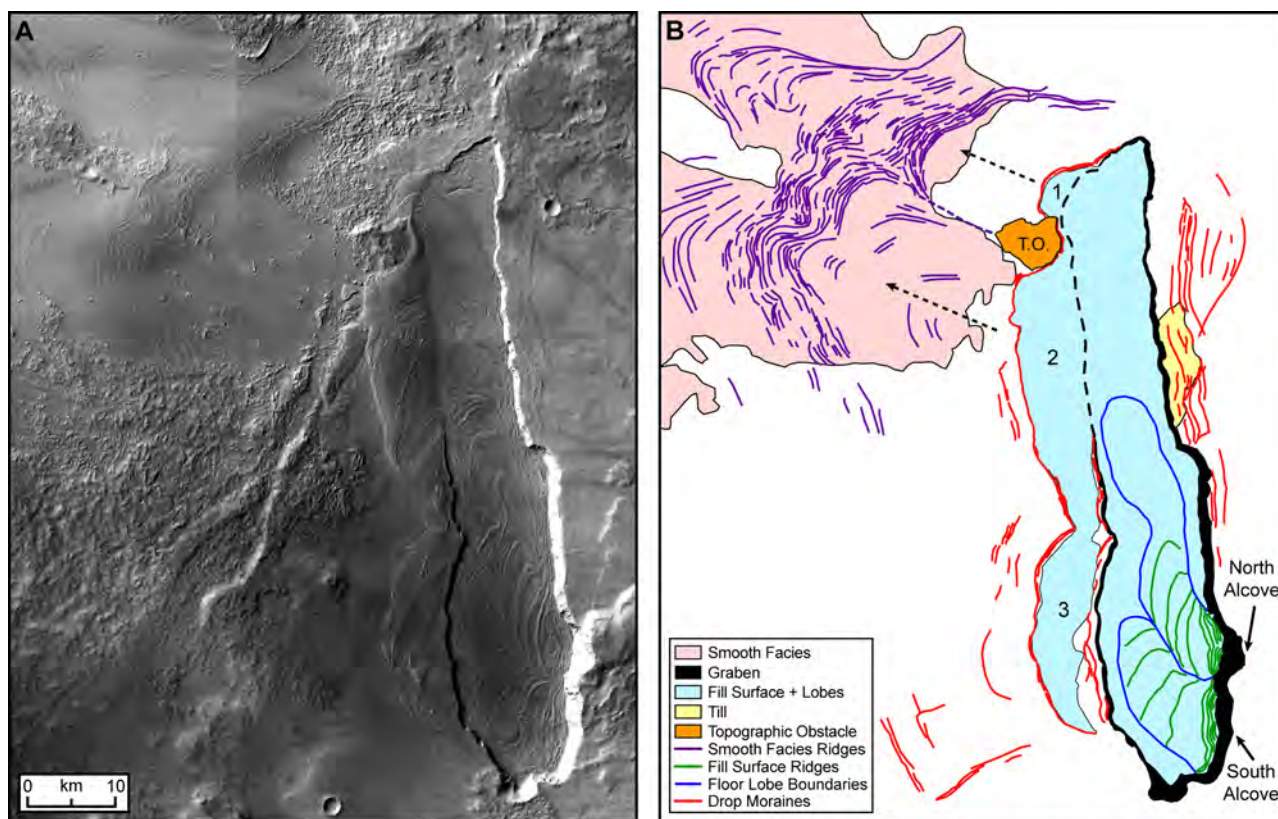 A
0 km 10
B
1
T.O.
2
3
North
Alcove
South
Alcove
Smooth Facies
Graben
Fill Surface + Lobes
Till
Topographic Obstacle
Smooth Facies Ridges
Fill Surface Ridges
Floor Lobe Boundaries
Drop Moraines